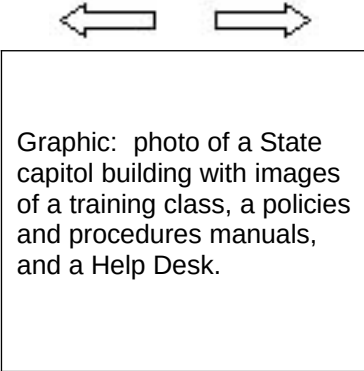 Graphic:  photo of a State
capitol building with images
of a training class, a policies
and procedures manuals,
and a Help Desk.